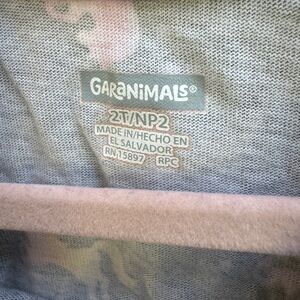 GARANIMALS®
2T/NP2
MADE IN/HECHO EN
EL SALVADOR
RN 15897 RPC